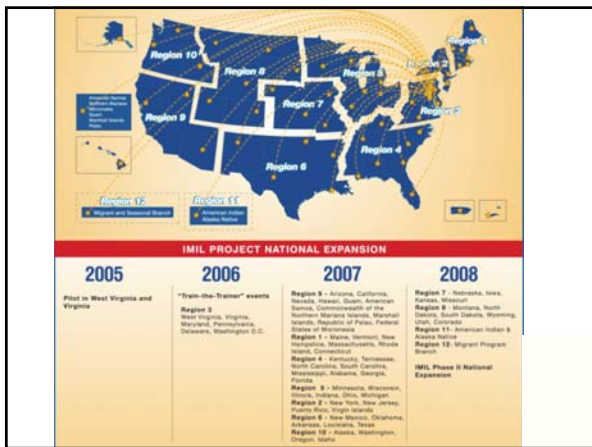 Region 1
Region 2
Region 10
Region 8
Region 5
Region 7
Region 3
Region 9
Region 4
Region 6
American Samoa
Northern Mariana
Micronesia
Guam
Marshall Islands
Palau
Region 12
Migrant and Seasonal Branch
Region 11
American Indian
Alaska Native
IMIL PROJECT NATIONAL EXPANSION
2005
Pilot in West Virginia and
Virginia
2006
"Train-the-Trainer" events
Region 3
West Virginia, Virginia,
Maryland, Pennsylvania,
Delaware, Washington D.C.
2007
Region 9 - Arizona, California,
Nevada, Hawaii, Guam, American
Samoa, Commonwealth of the
Northern Mariana Islands, Marshall
Islands, Republic of Palau, Federal
States of Micronesia
Region 1 - Maine, Vermont, New
Hampshire, Massachusetts, Rhode
Island, Connecticut
Region 4 - Kentucky, Tennessee,
North Carolina, South Carolina,
Mississippi, Alabama, Georgia,
Florida
Region 5 - Minnesota, Wisconsin,
Illinois, Indiana, Ohio, Michigan
Region 2 - New York, New Jersey,
Puerto Rico, Virgin Islands
Region 6 - New Mexico, Oklahoma,
Arkansas, Louisiana, Texas
Region 10 - Alaska, Washington,
Oregon, Idaho
2008
Region 7 - Nebraska, Iowa,
Kansas, Missouri
Region 8 - Montana, North
Dakota, South Dakota, Wyoming,
Utah, Colorado
Region 11- American Indian &
Alaska Native
Region 12- Migrant Program
Branch
IMIL Phase II National
Expansion